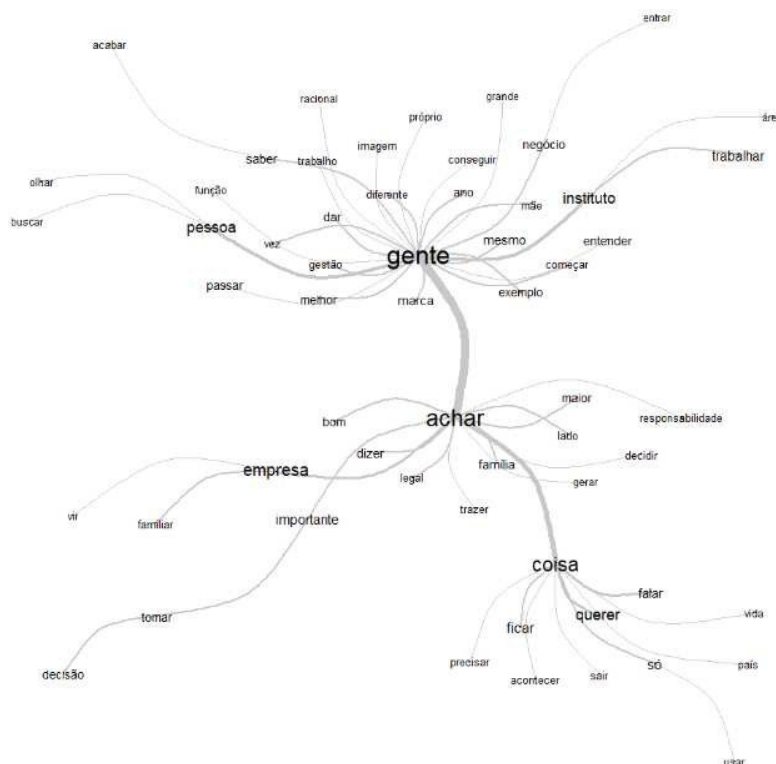 entrar
acabar
racional
grande
próprio
áre
imagem
negócio
trabalhar
saber
trabalho
conseguir
olhar
função
diferente
ano
instituto
mãe
buscar
pessoa
vez
dar
mesmo
entender
gente
gestão
começar
passar
melhor
marca
exemplo
maior
bom
achar
responsabilidade
lado
dizer
família
decidir
empresa
legal
gerar
vir
familiar
importante
trazer
coisa
falar
tomar
ficar
querer
vida
precisar
só
país
decisão
acontecer
sair